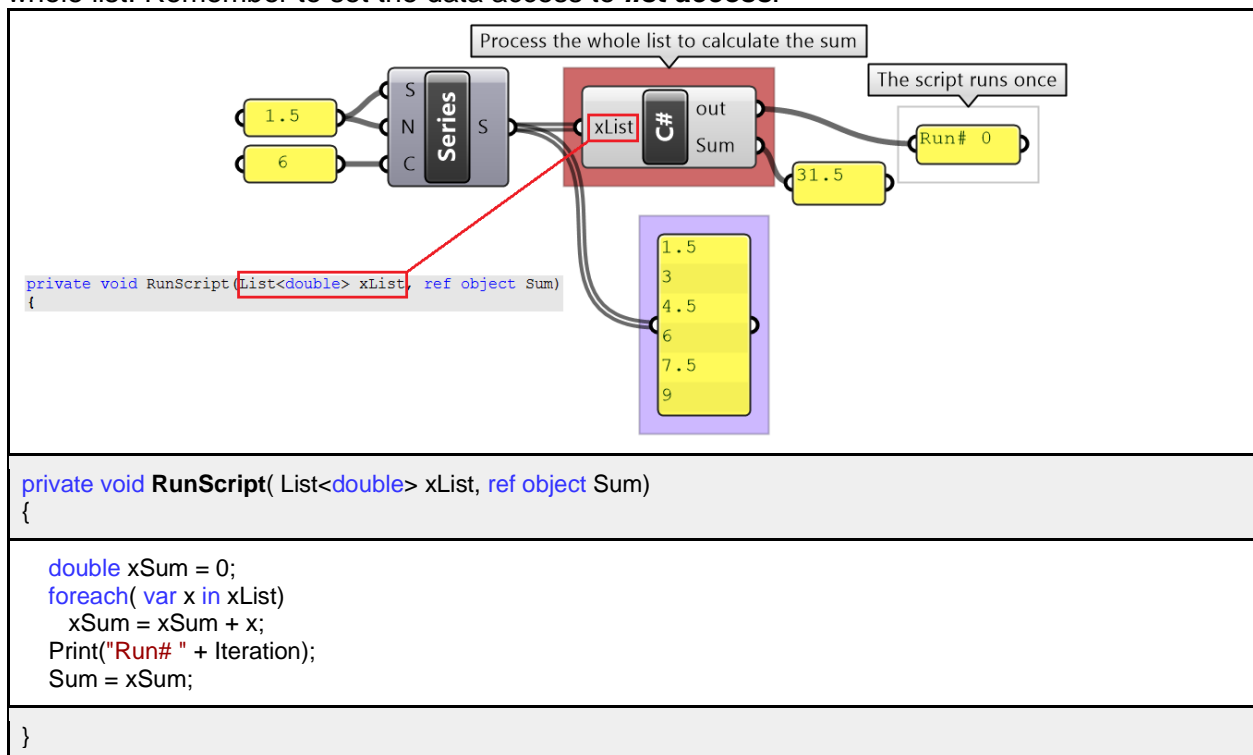 whole list. Remember to set the data access to list access.
Process the whole list to calculate the sum
The script runs once
1.5
6
S
N
C
Series
S
xList
C#
out
Sum
Run# 0
31.5
private void RunScript(List<double> xList, ref object Sum)
{
1.5
3
4.5
6
7.5
9
private void RunScript( List<double> xList, ref object Sum)
{
double xSum = 0;
foreach( var x in xList)
xSum = xSum + x;
Print("Run# " + Iteration);
Sum = xSum;
}